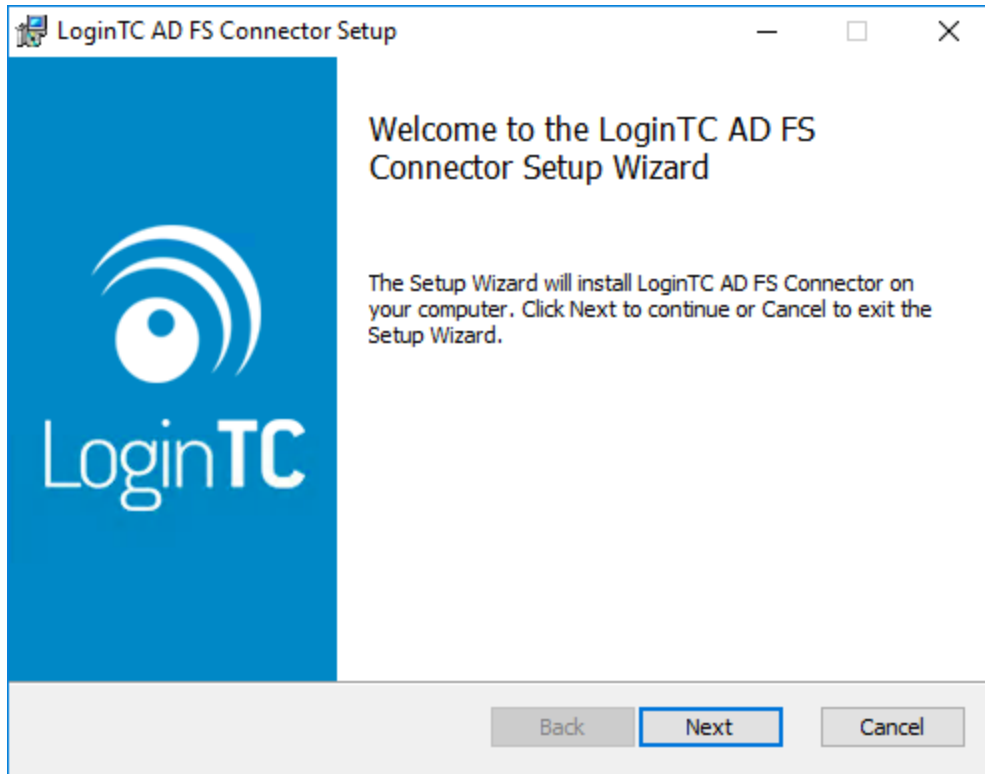 LoginTC AD FS Connector Setup
Welcome to the LoginTC AD FS
Connector Setup Wizard
The Setup Wizard will install LoginTC AD FS Connector on
your computer. Click Next to continue or Cancel to exit the
Setup Wizard.
LoginTC
Back
Next
Cancel